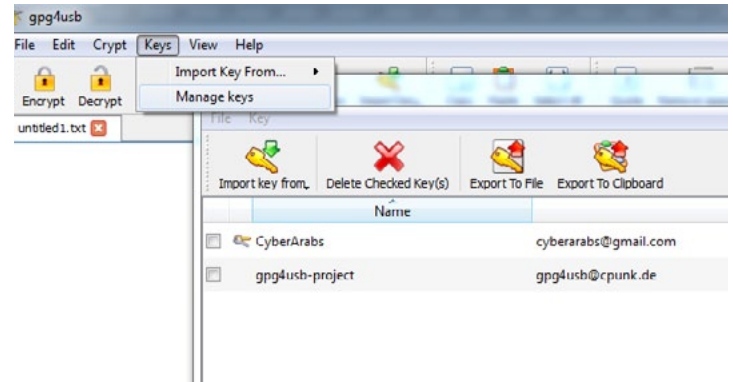 gpg4usb
File Edit Crypt Keys View Help
Import Key From...
Manage keys
Encrypt Decrypt
untitled1.txt
File Key
Import key from. Delete Checked Key(s) Export To File Export To Clipboard
Name
CyberArabs cyberarabs@gmail.com
gpg4usb-project gpg4usb@cpunk.de